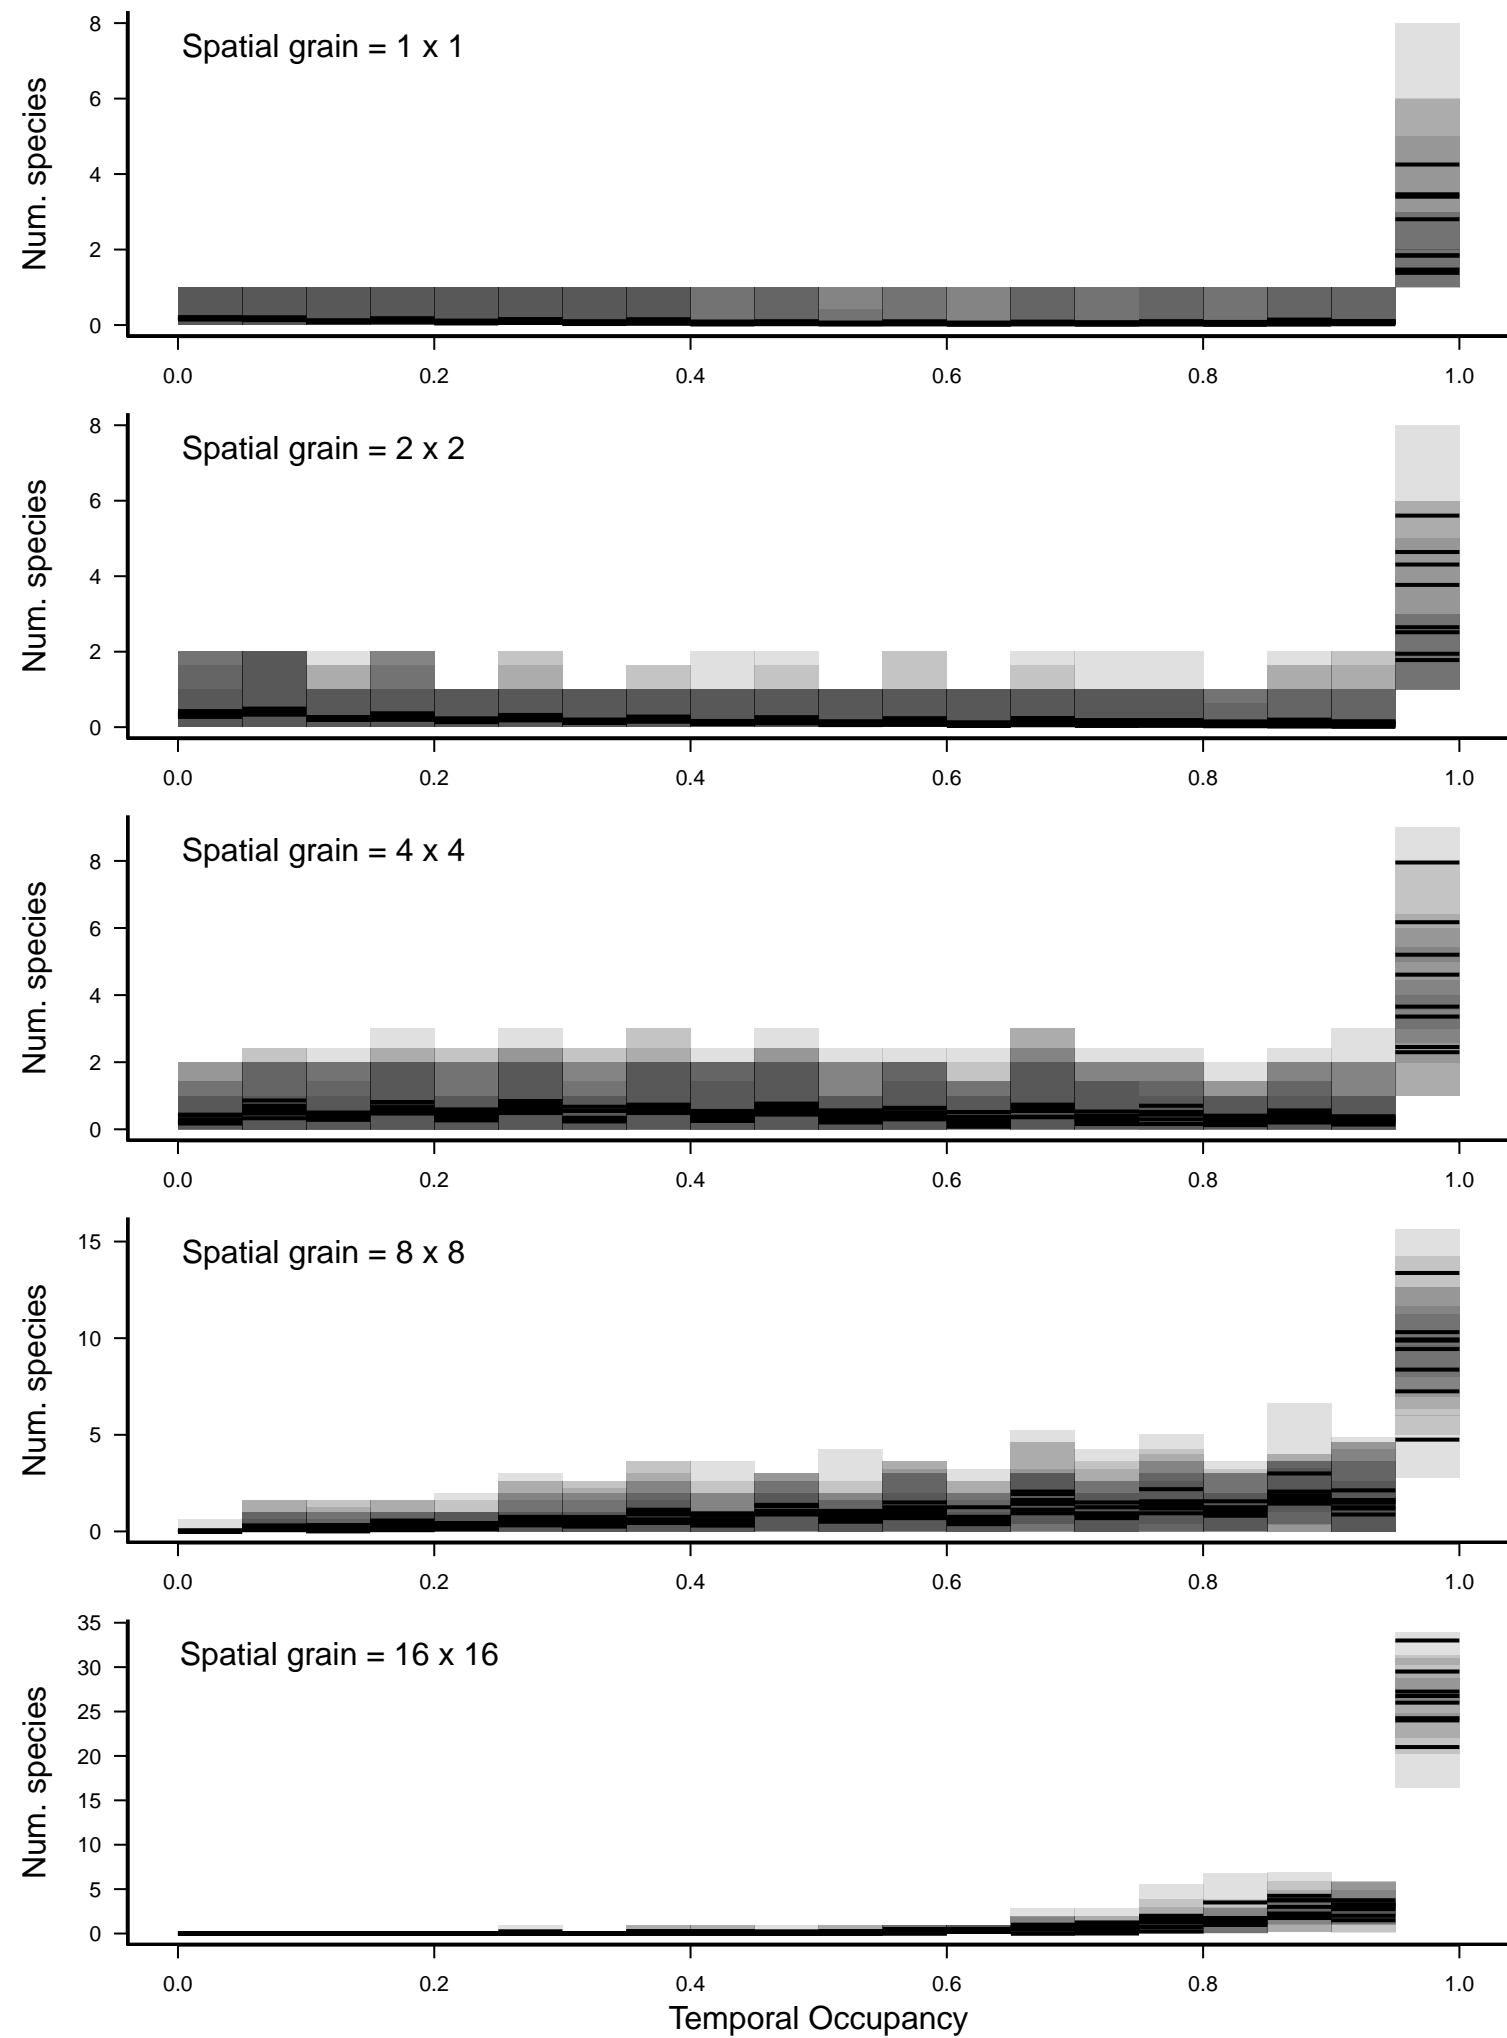 Spatial grain = 1 x 1
Num. species
8
6
4
2
0
0.0 0.2 0.4 0.6 0.8 1.0
Spatial grain = 2 x 2
Num. species
8
6
4
2
0
0.0 0.2 0.4 0.6 0.8 1.0
Spatial grain = 4 x 4
Num. species
8
6
4
2
0
0.0 0.2 0.4 0.6 0.8 1.0
Spatial grain = 8 x 8
Num. species
15
10
5
0
0.0 0.2 0.4 0.6 0.8 1.0
Spatial grain = 16 x 16
Num. species
35
30
25
20
15
10
5
0
0.0 0.2 0.4 0.6 0.8 1.0
Temporal Occupancy